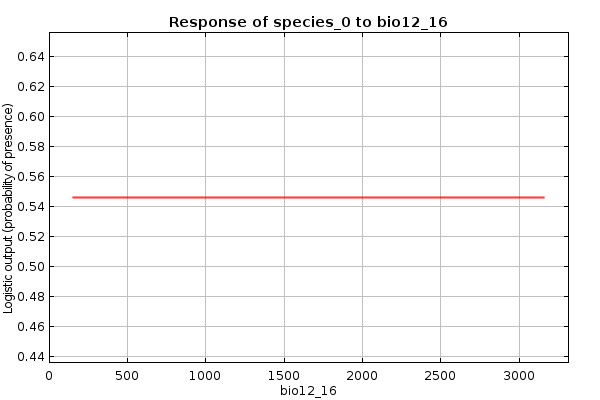 Response of species_0 to bio12_16
Logistic output (probability of presence)
0.64
0.62
0.60
0.58
0.56
0.54
0.52
0.50
0.48
0.46
0.44
0 500 1000 1500 2000 2500 3000
bio12_16